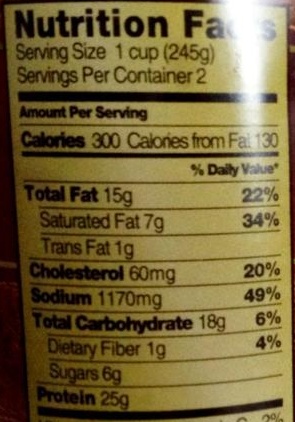 Nutrition Facts
Serving Size 1 cup (245g)
Servings Per Container 2
Amount Per Serving
Calories 300 Calories from Fat 130
% Daily Value*
Total Fat 15g 22%
Saturated Fat 7g 34%
Trans Fat 1g
Cholesterol 60mg 20%
Sodium 1170mg 49%
Total Carbohydrate 18g 6%
Dietary Fiber 1g 4%
Sugars 6g
Protein 25g